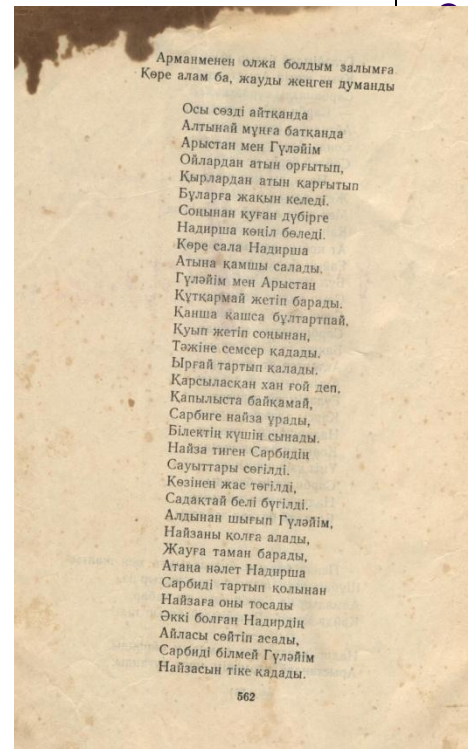 Арманменен олжа болдым залымға
Көре алам ба, жауды жеңген думанды
Осы сөзді айтқанда
Алтынай мұңға батқанда
Арыстан мен Гүләйім
Ойлардан атын орғытып,
Қырлардан атын қарғытып
Бұларға жақын келеді.
Соңынан қуған дүбірге
Надирша көңіл бөледі.
Көре сала Надирша
Атына қамшы салады.
Гүләйім мен Арыстан
Құтқармай жетіп барады.
Қанша қашса бұлтартпай,
Қуып жетіп соңынан,
Тәжіне семсер қадады.
Ырғай тартып қалады.
Қарсыласқан хан ғой деп,
Қапылыста байқамай,
Сарбиге найза ұрады,
Білектің күшін сынады.
Найза тиген Сарбидің
Сауыттары сөгілді.
Көзінен жас төгілді,
Садақтай белі бүгілді.
Алдынан шығып Гүләйім,
Найзаны қолға алады,
Жауға таман барады,
Атаңа нәлет Надирша
Сарбиді тартып қолынан
Найзаға оны тосады
Әккі болған Надирдің
Айласы сөйтіп асады,
Сарбиді білмей Гүләйім
Найзасын тіке қадады.
562